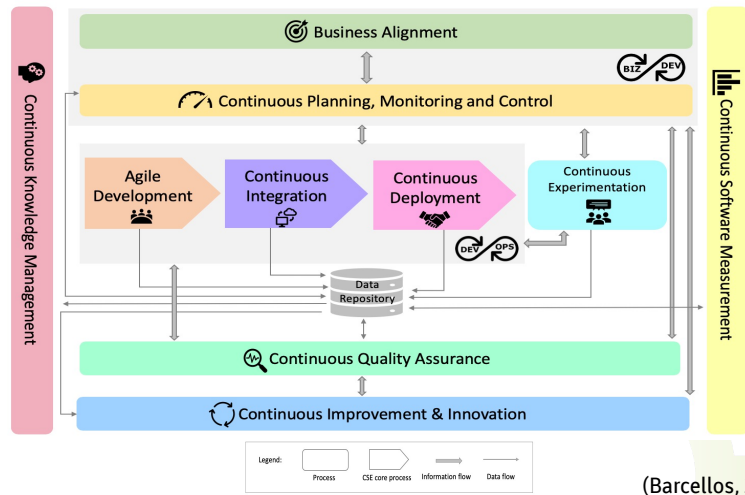 Business Alignment
BIZ DEV
Continuous Planning, Monitoring and Control
Continuous Knowledge Management
Continuous Software Measurement
Agile
Development
Continuous
Integration
Continuous
Deployment
Continuous
Experimentation
DEV OPS
Data
Repository
Continuous Quality Assurance
Continuous Improvement & Innovation
Legend:
Process
CSE core process
Information flow
Data flow
(Barcellos,